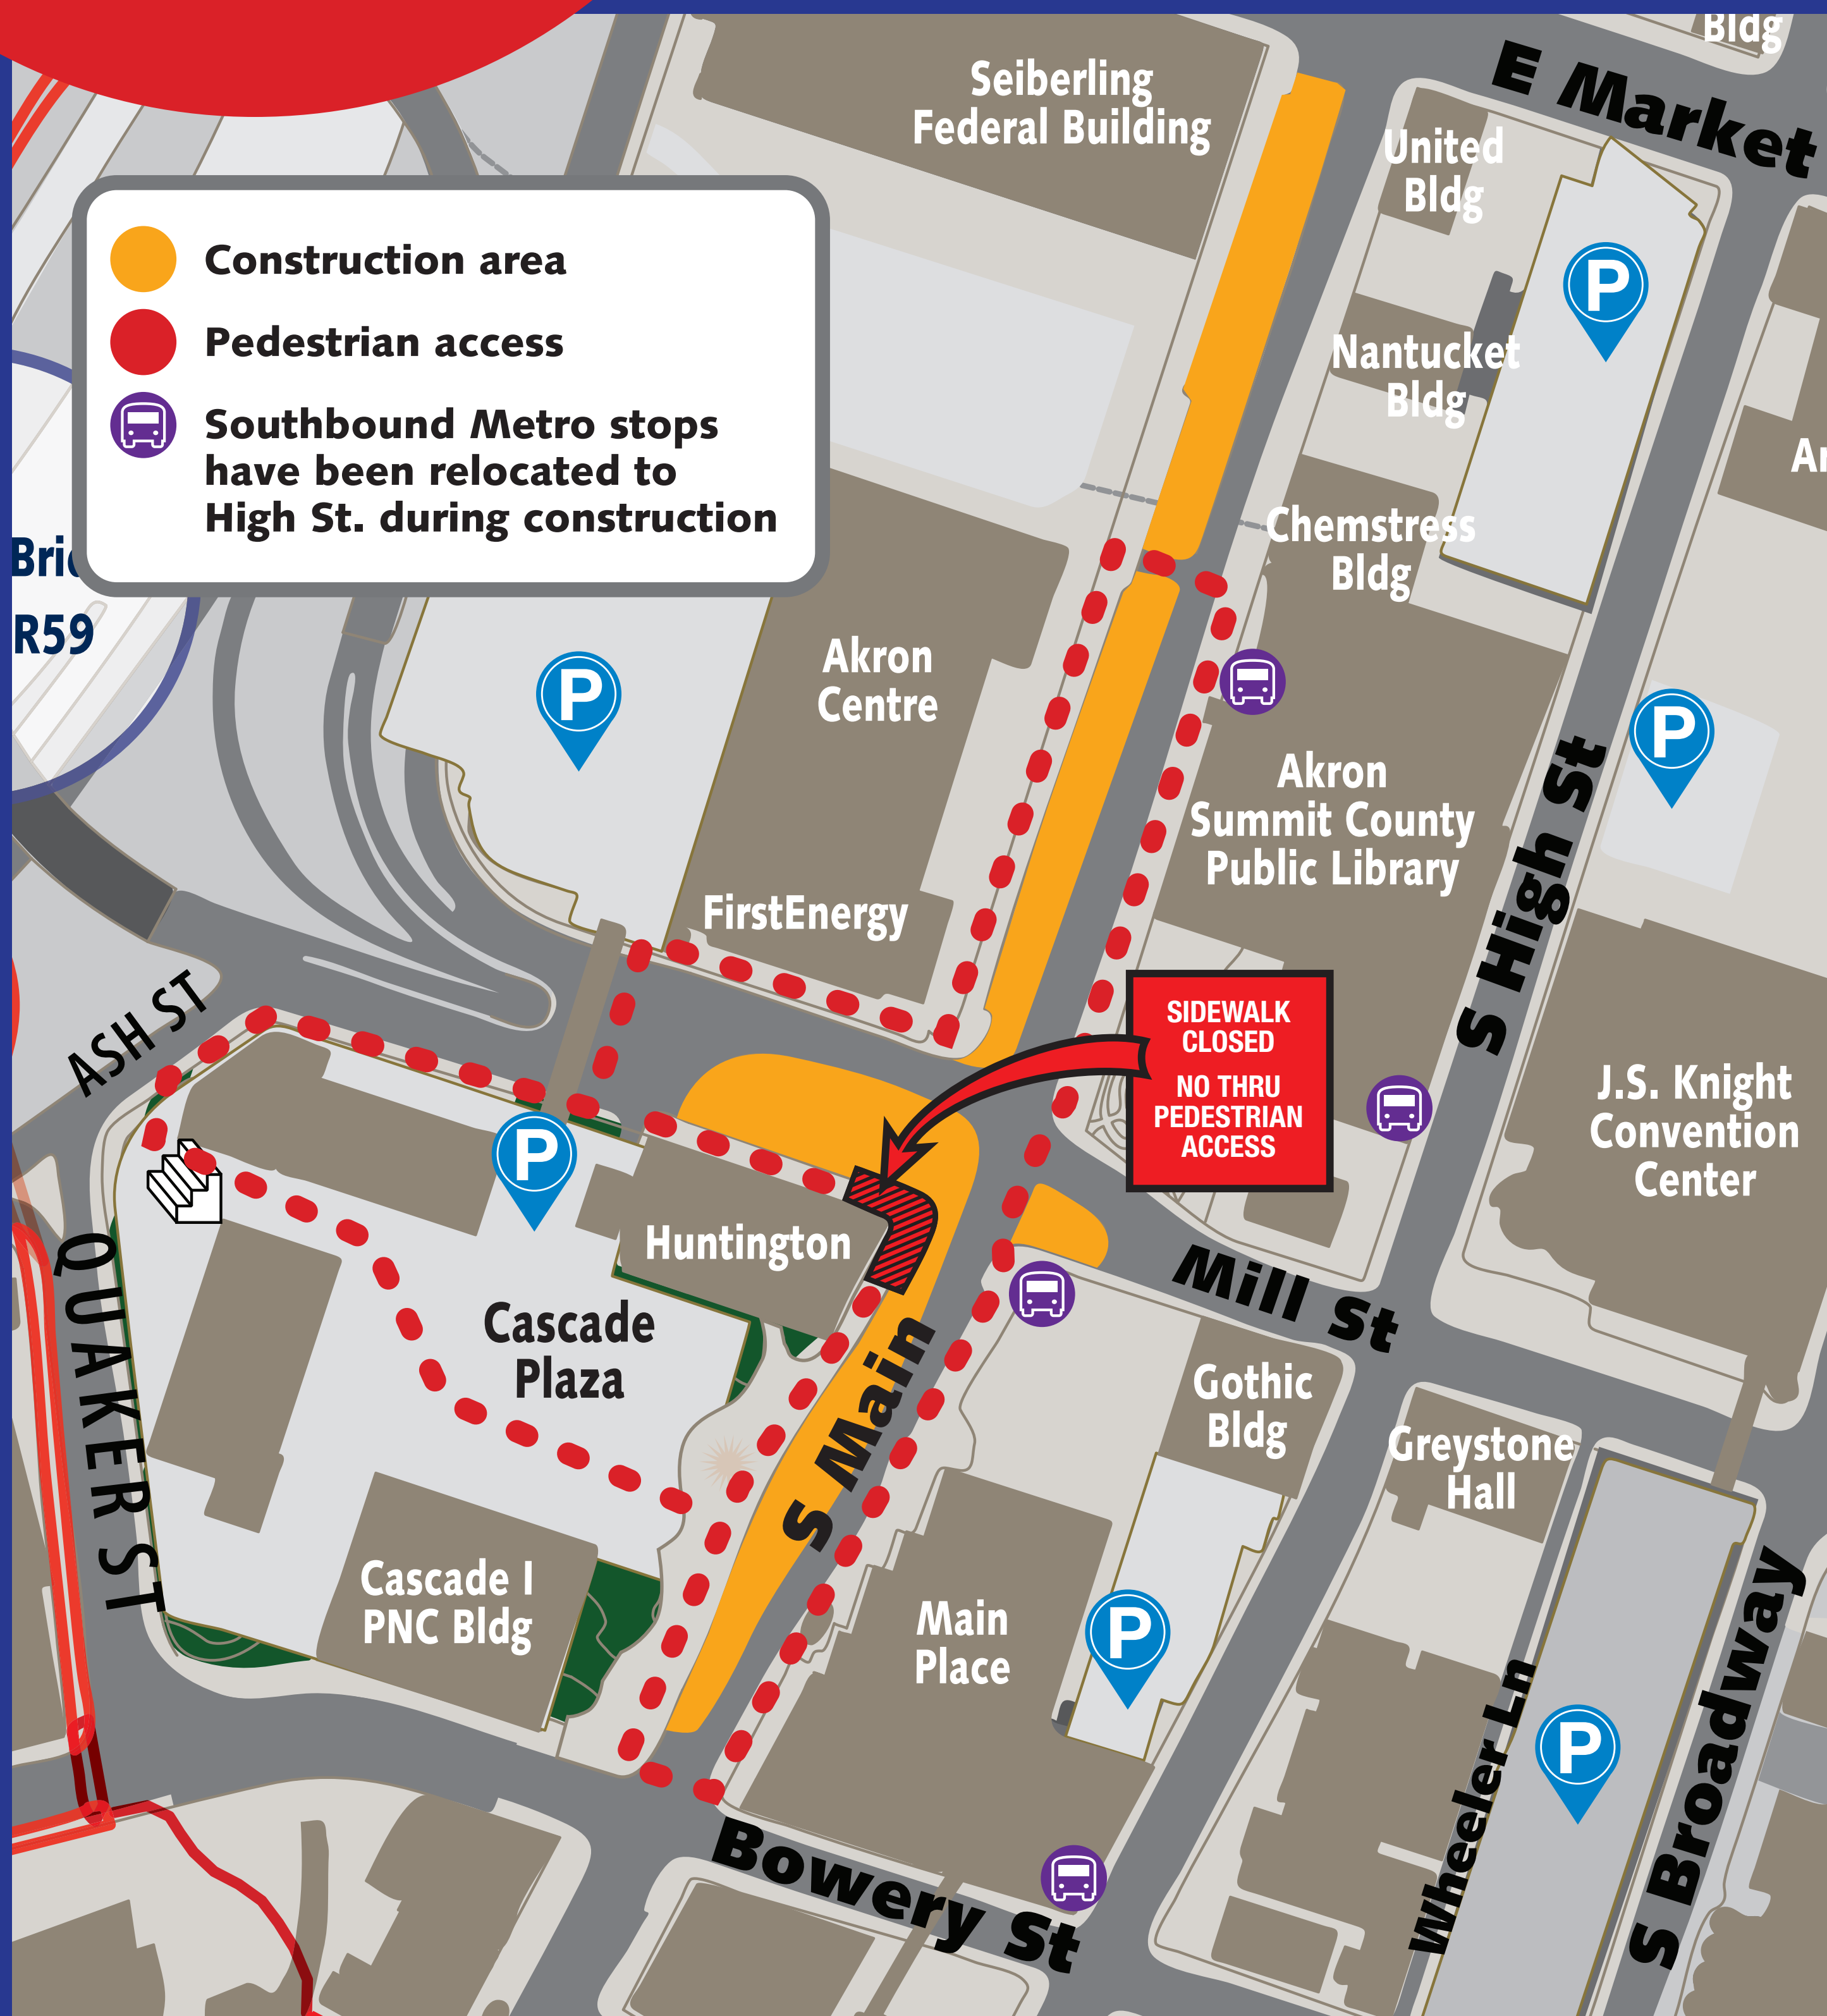 Bldg
E Market
Seiberling
Federal Building
United
Bldg
P
Construction area
Pedestrian access
Southbound Metro stops
have been relocated to
High St. during construction
Nantucket
Bldg
Chemstress
Bldg
R59
P
Akron
Centre
P
Akron
Summit County
Public Library
S High St
FirstEnergy
ASH ST
SIDEWALK
CLOSED
NO THRU
PEDESTRIAN
ACCESS
J.S. Knight
Convention
Center
P
Huntington
QUAKER ST
Cascade
Plaza
S Main
Mill St
Gothic
Bldg
Greystone
Hall
Cascade I
PNC Bldg
Main
Place
P
P
Wheeler Ln
S Broadway
Bowery St